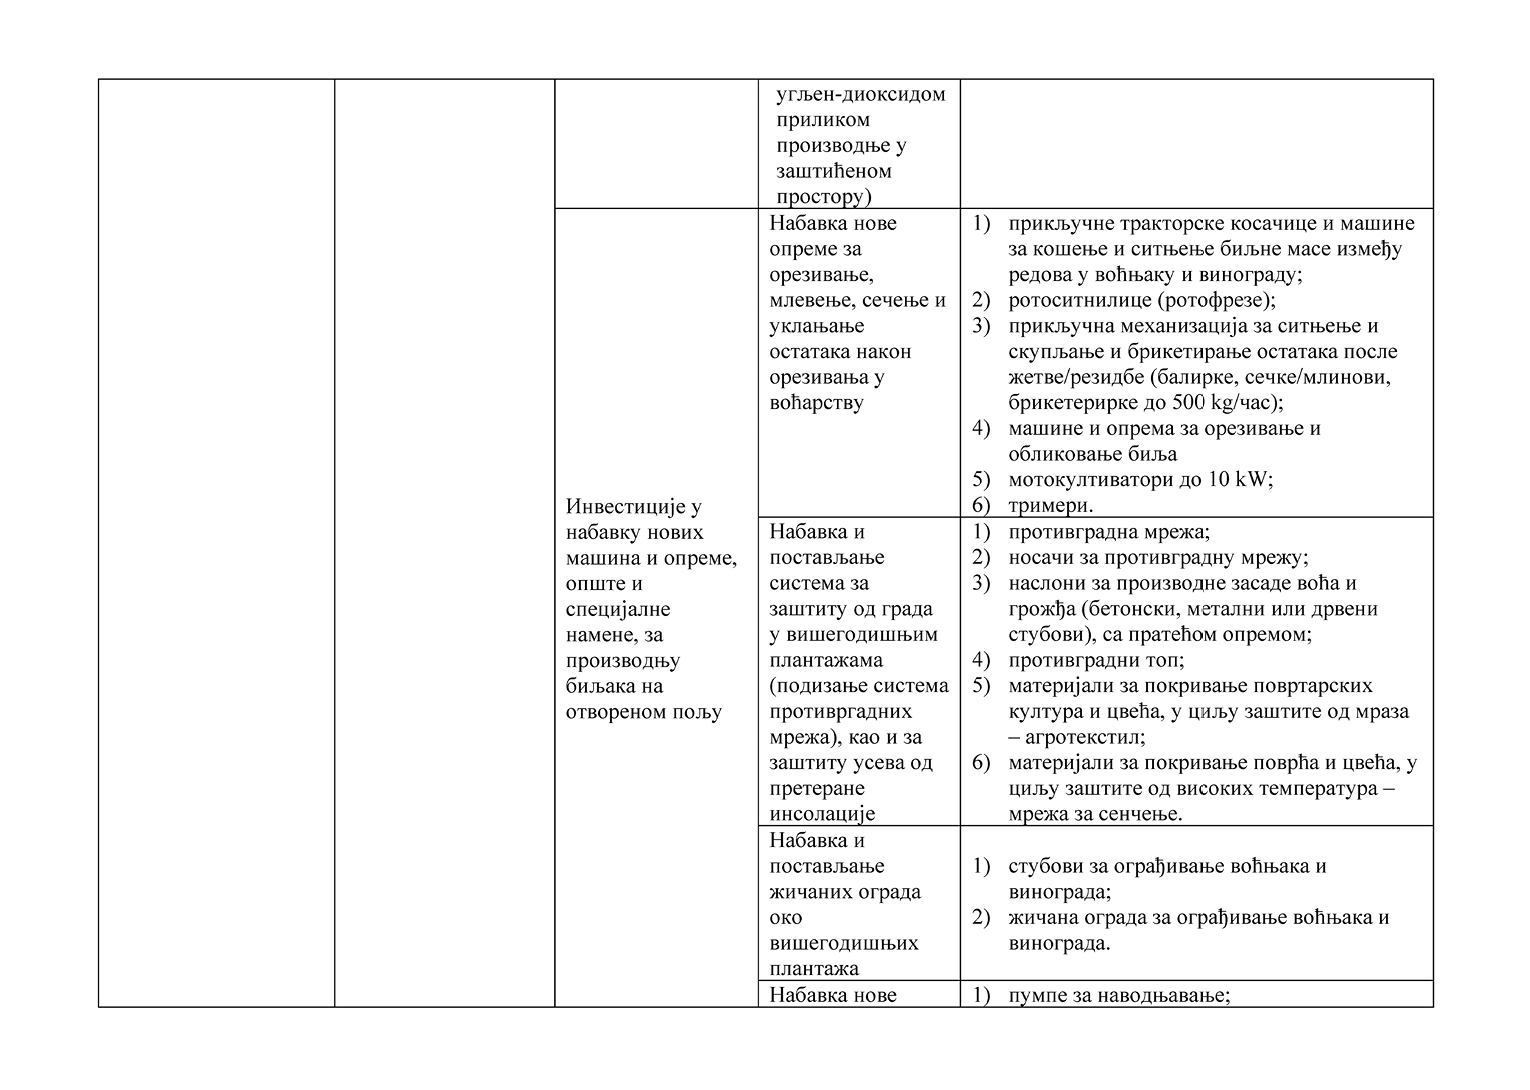 угљен-диоксидом
приликом
производње у
заштићеном
простору)
Инвестиције у
набавку нових
машина и опреме,
опште и
специјалне
намене, за
производњу
биљака на
отвореном пољу
Набавка нове
опреме за
орезивање,
млевење, сечење и
уклањање
остатака након
орезивања у
воћарству
1) прикључне тракторске косачице и машине
за кошење и ситњење биљне масе између
редова у воћњаку и винограду;
2) ротоситнилице (ротофрезе);
3) прикључна механизација за ситњење и
скупљање и брикетирање остатака после
жетве/резидбе (балирке, сечке/млинови,
брикетерирке до 500 kg/час);
4) машине и опрема за орезивање и
обликовање биља
5) мотокултиватори до 10 kW;
6) тримери.
Набавка и
постављање
система за
заштиту од града
у вишегодишњим
плантажама
(подизање система
противргадних
мрежа), као и за
заштиту усева од
претеране
инсолације
1) противградна мрежа;
2) носачи за противградну мрежу;
3) наслони за производне засаде воћа и
грожђа (бетонски, метални или дрвени
стубови), са пратећом опремом;
4) противградни топ;
5) материјали за покривање повртарских
култура и цвећа, у циљу заштите од мраза
– агротекстил;
6) материјали за покривање поврћа и цвећа, у
циљу заштите од високих температура –
мрежа за сенчење.
Набавка и
постављање
жичаних ограда
око
вишегодишњих
плантажа
1) стубови за ограђивање воћњака и
винограда;
2) жичана ограда за ограђивање воћњака и
винограда.
Набавка нове
1) пумпе за наводњавање;